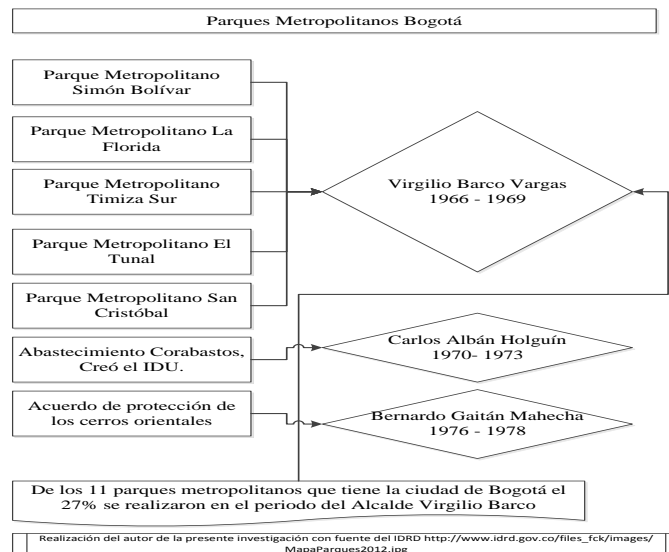 Parques Metropolitanos Bogotá
Parque Metropolitano
Simón Bolívar
Parque Metropolitano La
Florida
Parque Metropolitano
Timiza Sur
Parque Metropolitano El
Tunal
Parque Metropolitano San
Cristóbal
Virgilio Barco Vargas
1966 - 1969
Abastecimiento Corabastos,
Creó el IDU.
Carlos Albán Holguín
1970- 1973
Acuerdo de protección de
los cerros orientales
Bernardo Gaitán Mahecha
1976 - 1978
De los 11 parques metropolitanos que tiene la ciudad de Bogotá el
27% se realizaron en el periodo del Alcalde Virgilio Barco
Realización del autor de la presente investigación con fuente del IDRD http://www.idrd.gov.co/files_fck/images/
MapaParques2012.jpg